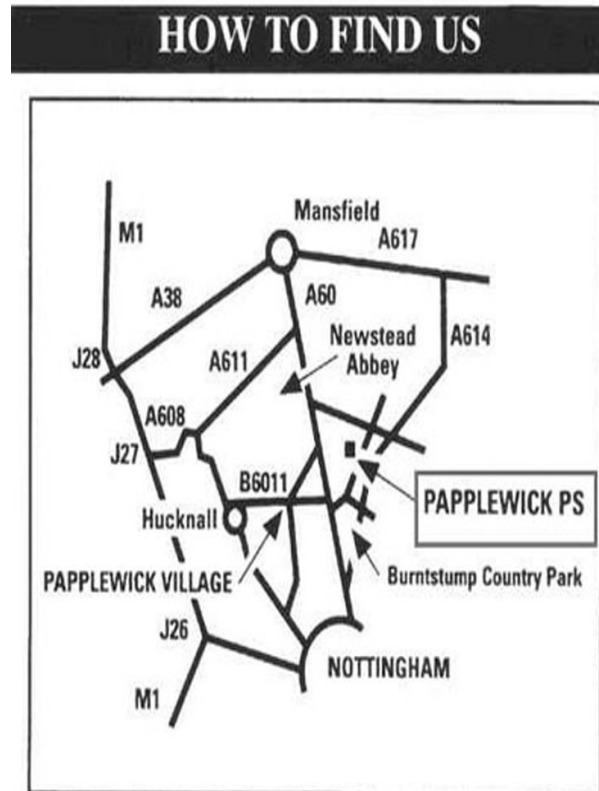 HOW TO FIND US
Mansfield
M1
A617
A38
A60
Newstead
Abbey
A614
J28
A611
A608
J27
B6011
PAPPLEWICK PS
Hucknall
PAPPLEWICK VILLAGE
Burntstump Country Park
J26
NOTTINGHAM
M1